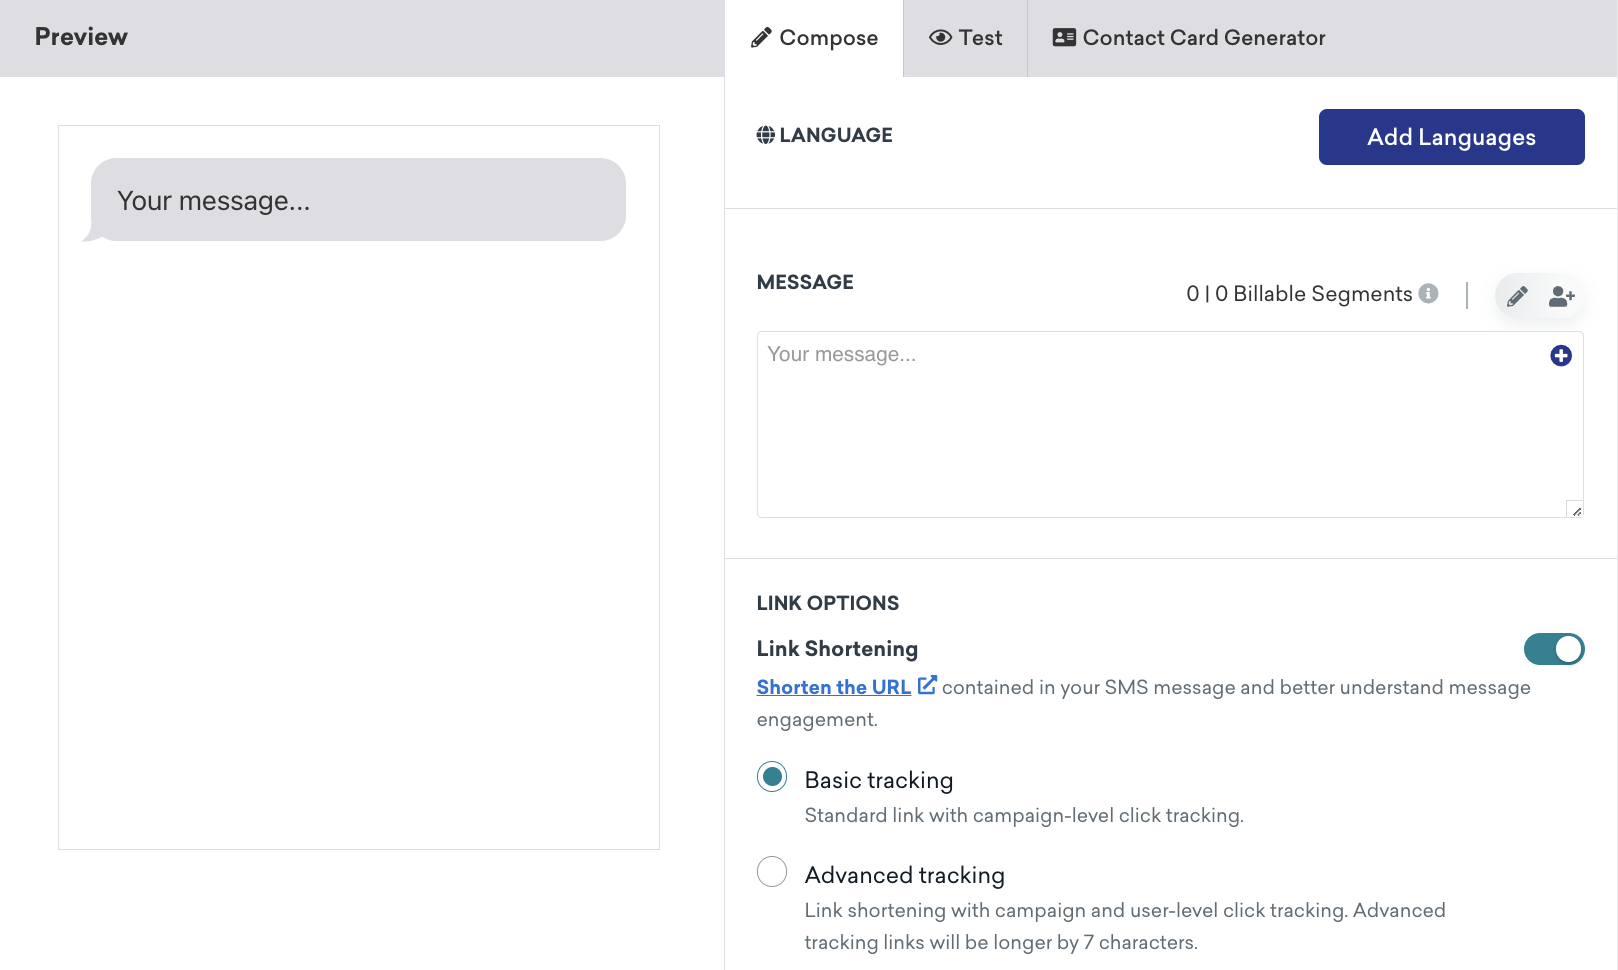 Preview
Compose
Test
Contact Card Generator
Your message...
LANGUAGE
Add Languages
MESSAGE
0 | 0 Billable Segments
Your message...
LINK OPTIONS
Link Shortening
Shorten the URL contained in your SMS message and better understand message
engagement.
Basic tracking
Standard link with campaign-level click tracking.
Advanced tracking
Link shortening with campaign and user-level click tracking. Advanced
tracking links will be longer by 7 characters.